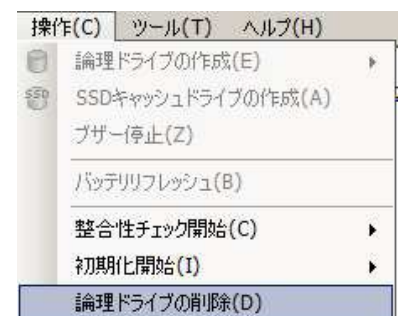 操作(C) ツール(T) ヘルプ(H)
論理ドライブの作成(E)
SSD SSDキャッシュドライブの作成(A)
ブザー停止(Z)
バッテリリフレッシュ(B)
整合性チェック開始(C)
初期化開始(I)
論理ドライブの削除(D)